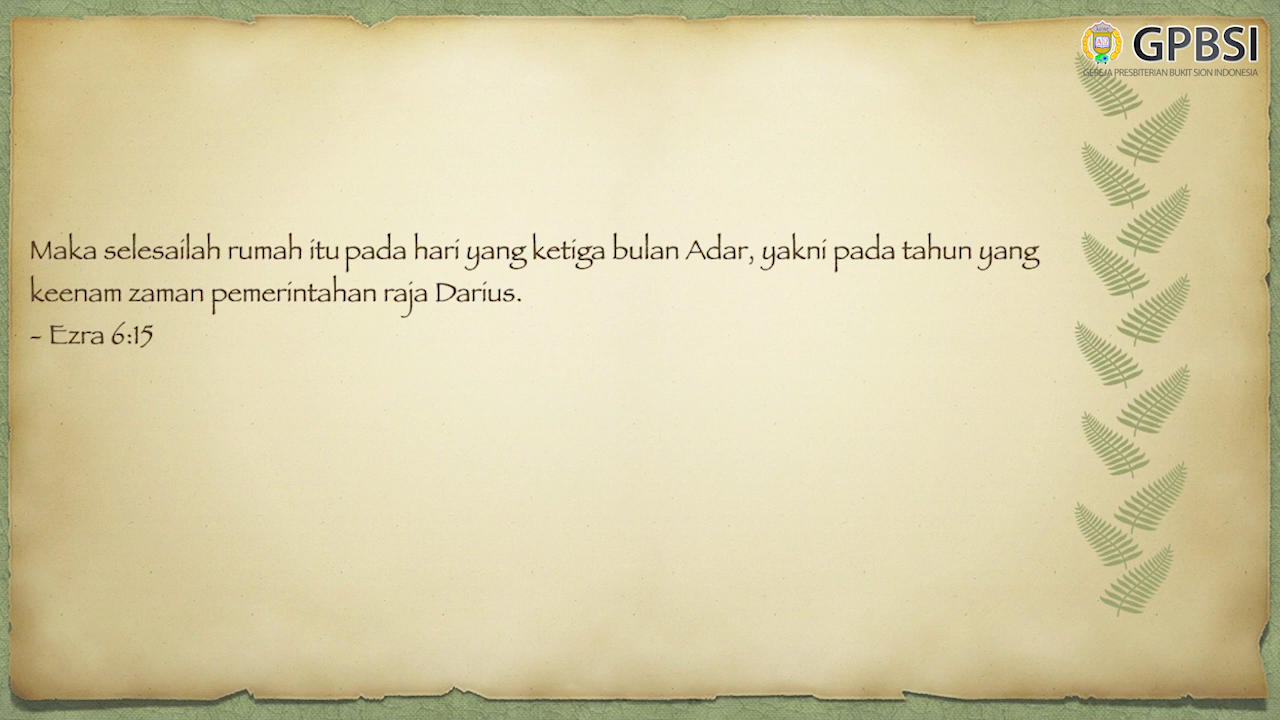 GPBSI
GEREJA PRESBITERIAN BUKIT SION INDONESIA
Maka selesailah rumah itu pada hari yang ketiga bulan Adar, yakni pada tahun yang
keenam zaman pemerintahan raja Darius.
- Ezra 6:15